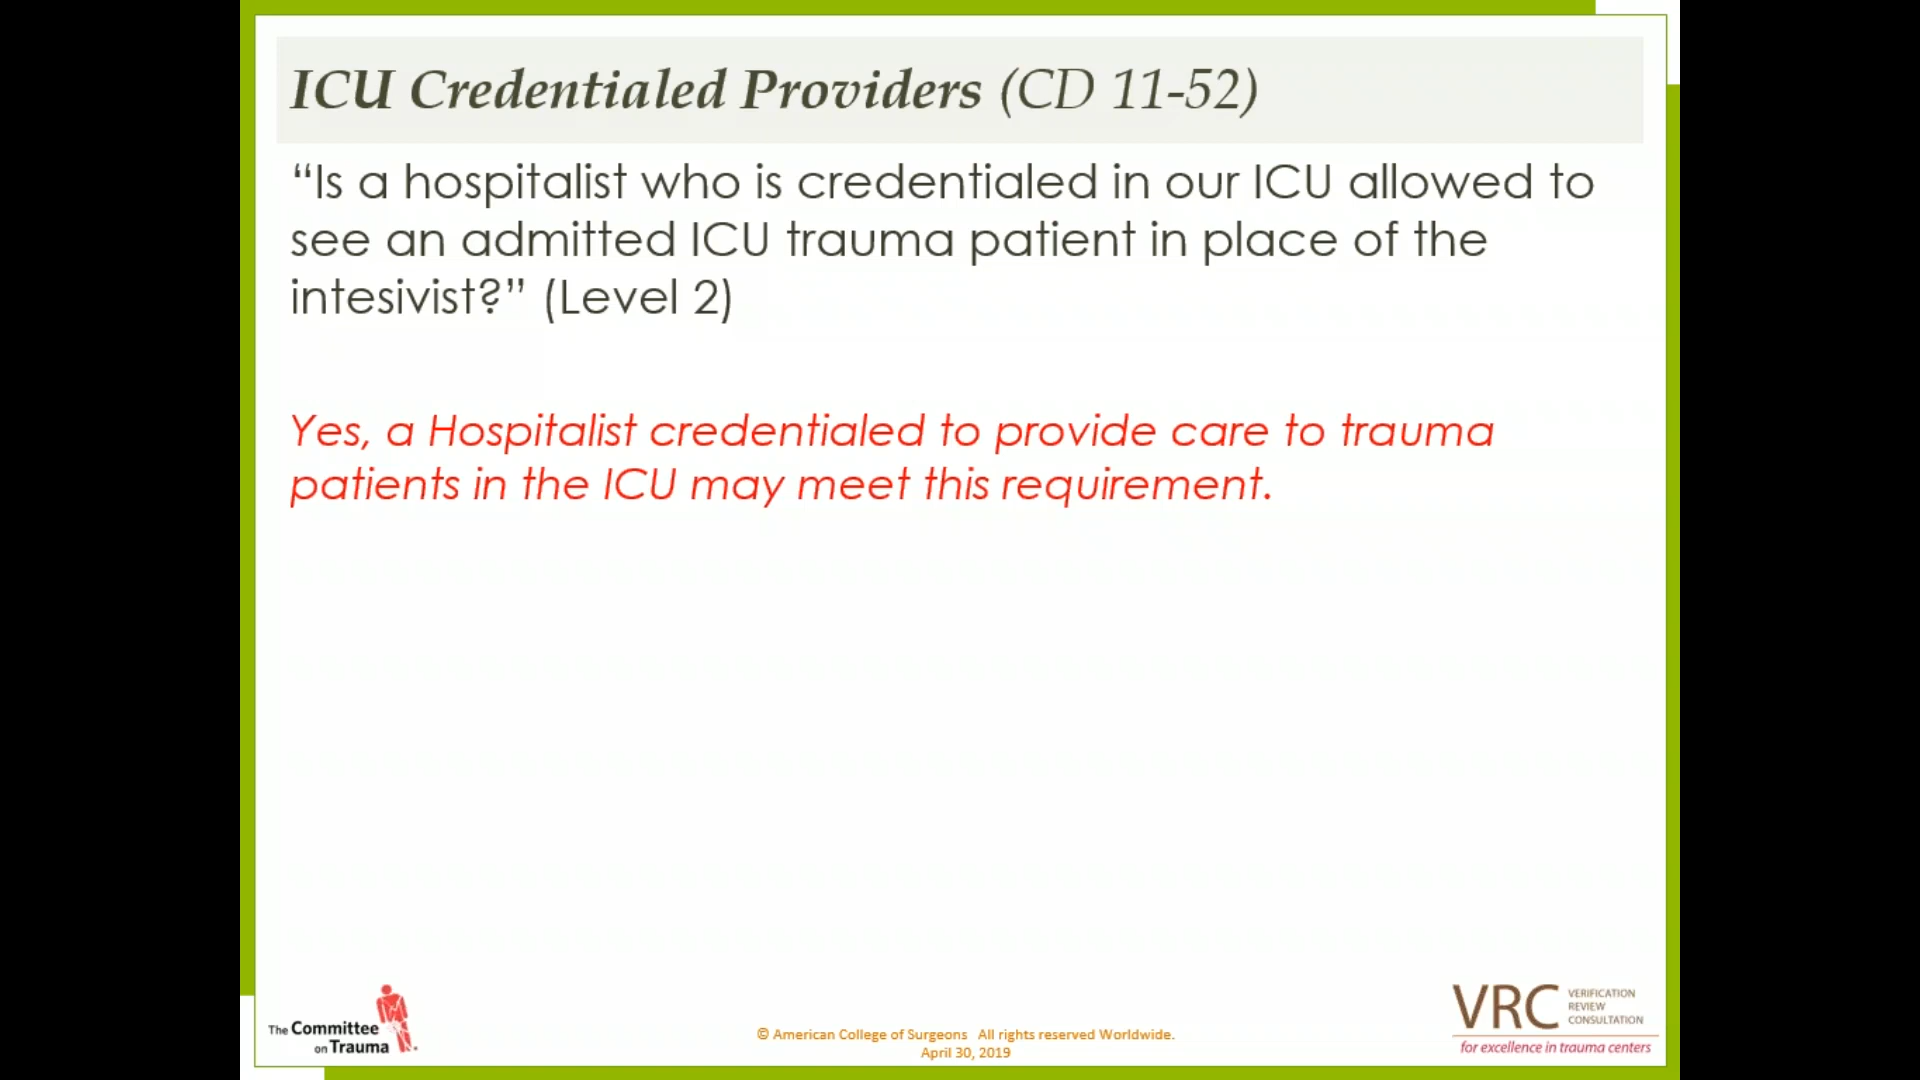 ICU Credentialed Providers (CD 11-52)
“Is a hospitalist who is credentialed in our ICU allowed to
see an admitted ICU trauma patient in place of the
intesivist?” (Level 2)
Yes, a Hospitalist credentialed to provide care to trauma
patients in the ICU may meet this requirement.
The Committee
on Trauma
© American College of Surgeons All rights reserved Worldwide.
April 30, 2019
VRC
VERIFICATION
REVIEW
CONSULTATION
for excellence in trauma centers